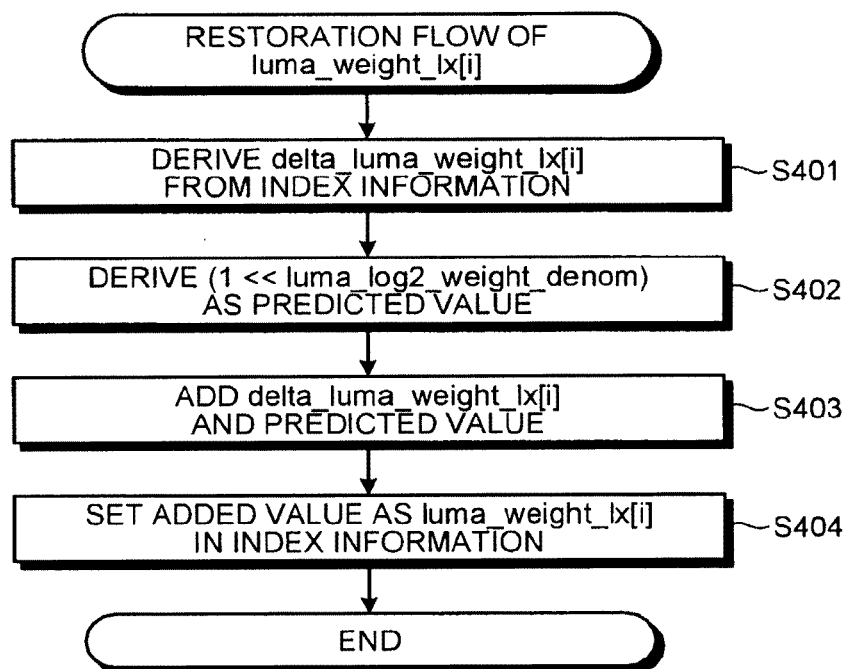 RESTORATION FLOW OF
luma_weight_lx[i]
DERIVE delta_luma_weight_lx[i]
FROM INDEX INFORMATION
S401
DERIVE (1 << luma_log2_weight_denom)
AS PREDICTED VALUE
S402
ADD delta_luma_weight_lx[i]
AND PREDICTED VALUE
S403
SET ADDED VALUE AS luma_weight_lx[i]
IN INDEX INFORMATION
S404
END